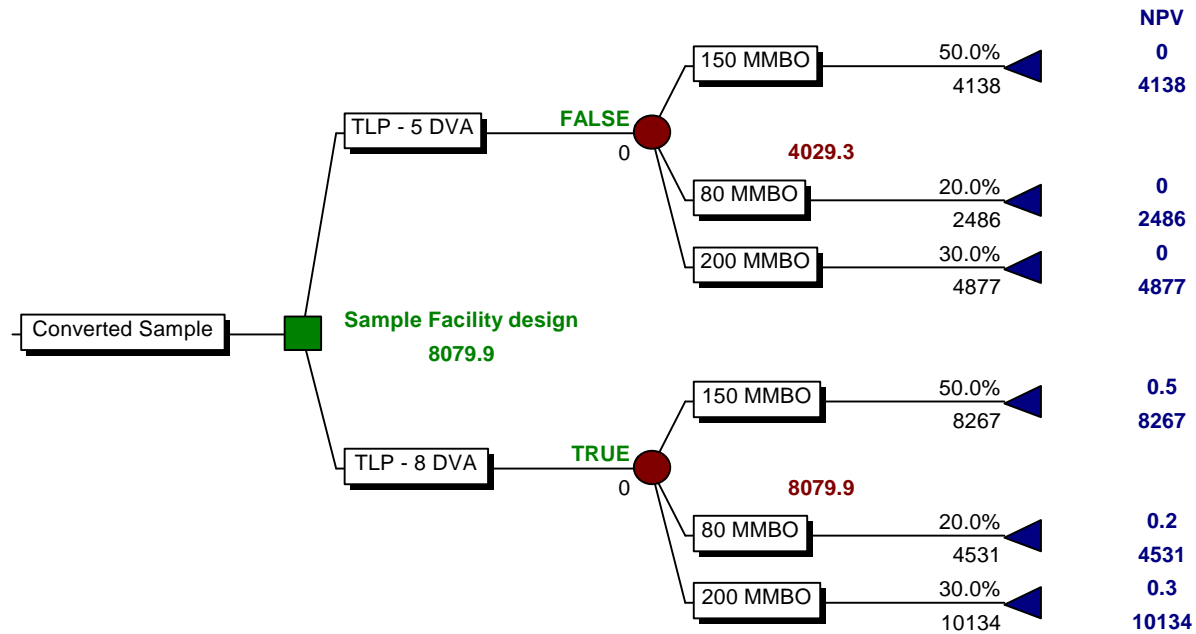 NPV
150 MMBO 50.0% 0
4138 4138
TLP - 5 DVA FALSE
0 4029.3
80 MMBO 20.0% 0
2486 2486
200 MMBO 30.0% 0
4877 4877
Converted Sample Sample Facility design
8079.9
150 MMBO 50.0% 0.5
8267 8267
TLP - 8 DVA TRUE
0 8079.9
80 MMBO 20.0% 0.2
4531 4531
200 MMBO 30.0% 0.3
10134 10134